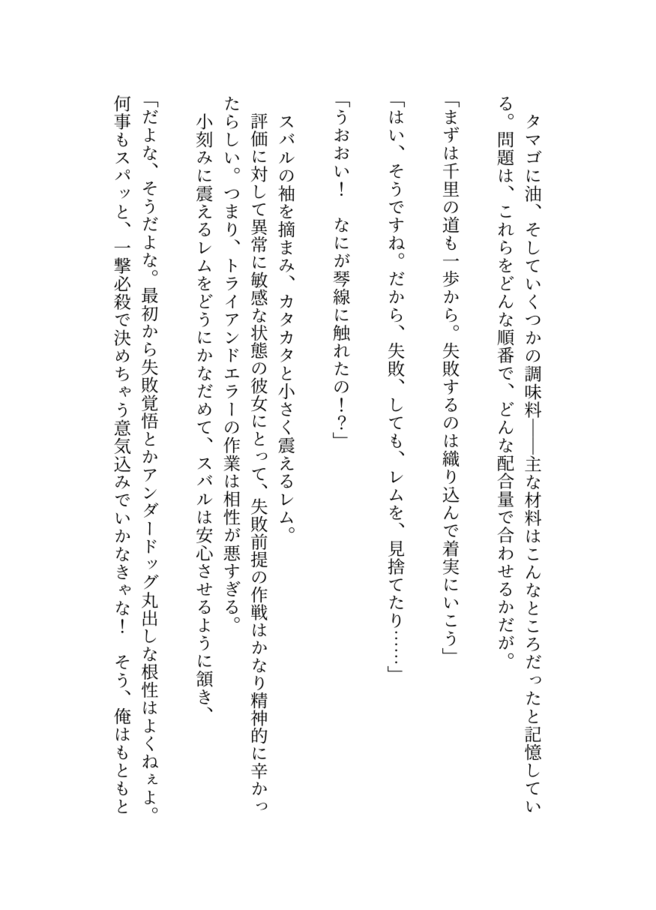 タマゴに油、そしていくつかの調味料――主な材料はこんなところだったと記憶してい
る。問題は、これらをどんな順番で、どんな配合量で合わせるかだが。
「まずは千里の道も一歩から。失敗するのは織り込んで着実にいこう」
「はい、そうですね。だから、失敗、しても、レムを、見捨てたり……」
「うおおい！　なにが琴線に触れたの！？」
スバルの袖を摘まみ、カタカタと小さく震えるレム。
評価に対して異常に敏感な状態の彼女にとって、失敗前提の作戦はかなり精神的に辛かっ
たらしい。つまり、トライアンドエラーの作業は相性が悪すぎる。
小刻みに震えるレムをどうにかなだめて、スバルは安心させるように頷き、
「だよな、そうだよな。最初から失敗覚悟とかアンダードッグ丸出しな根性はよくねぇよ。
何事もスパッと、一撃必殺で決めちゃう意気込みでいかなきゃな！　そう、俺はもともと